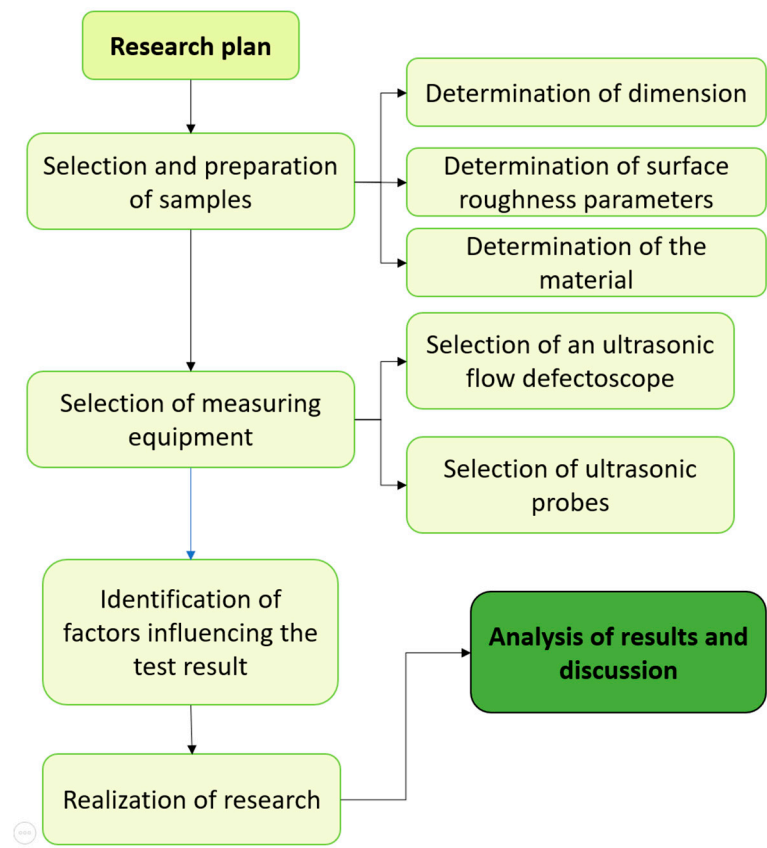 Research plan
Selection and preparation
of samples
Determination of dimension
Determination of surface
roughness parameters
Determination of the
material
Selection of measuring
equipment
Selection of an ultrasonic
flow defectoscope
Selection of ultrasonic
probes
Identification of
factors influencing the
test result
Realization of research
Analysis of results and
discussion